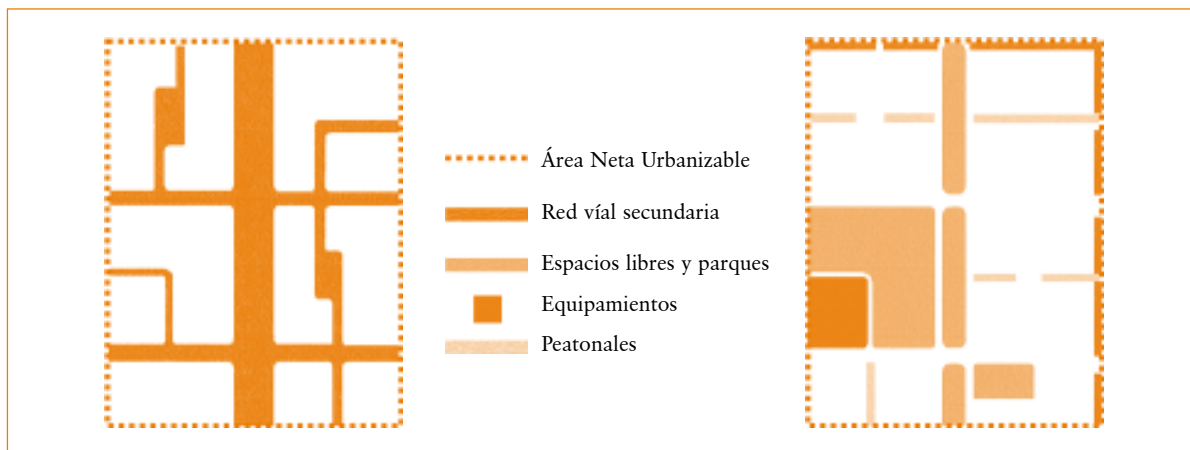 Área Neta Urbanizable
Red víal secundaria
Espacios libres y parques
Equipamientos
Peatonales